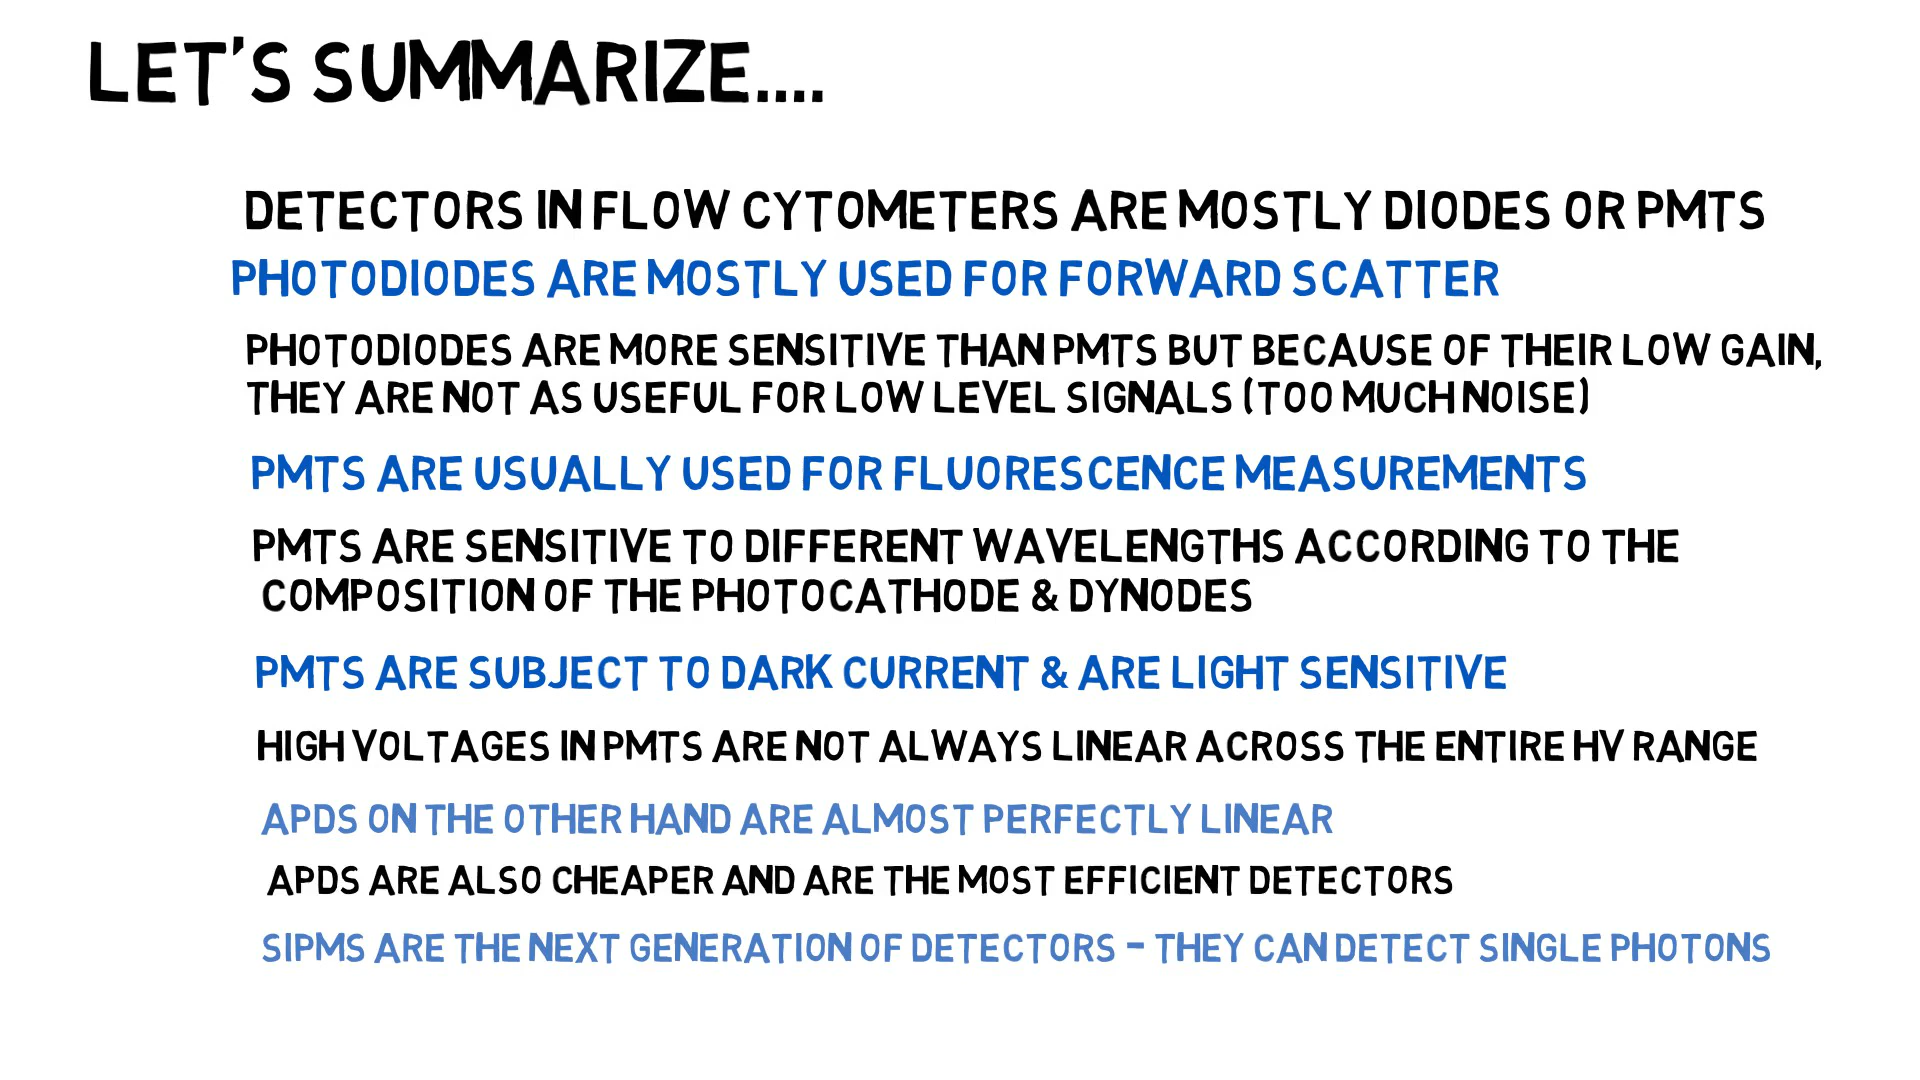 LET'S SUMMARIZE....
DETECTORS IN FLOW CYTOMETERS ARE MOSTLY DIODES OR PMTS
PHOTODIODES ARE MOSTLY USED FOR FORWARD SCATTER
PHOTODIODES ARE MORE SENSITIVE THAN PMTS BUT BECAUSE OF THEIR LOW GAIN,
THEY ARE NOT AS USEFUL FOR LOW LEVEL SIGNALS (TOO MUCH NOISE)
PMTS ARE USUALLY USED FOR FLUORESCENCE MEASUREMENTS
PMTS ARE SENSITIVE TO DIFFERENT WAVELENGTHS ACCORDING TO THE
COMPOSITION OF THE PHOTOCATHODE & DYNODES
PMTS ARE SUBJECT TO DARK CURRENT & ARE LIGHT SENSITIVE
HIGH VOLTAGES IN PMTS ARE NOT ALWAYS LINEAR ACROSS THE ENTIRE HV RANGE
APDS ON THE OTHER HAND ARE ALMOST PERFECTLY LINEAR
APDS ARE ALSO CHEAPER AND ARE THE MOST EFFICIENT DETECTORS
SIPMS ARE THE NEXT GENERATION OF DETECTORS - THEY CAN DETECT SINGLE PHOTONS